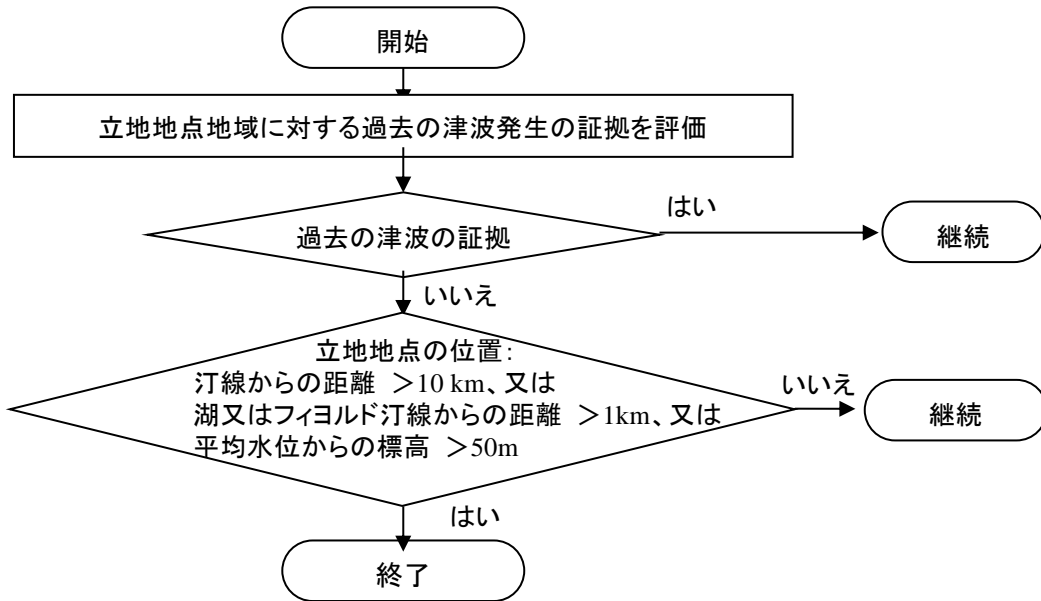 開始
立地地点地域に対する過去の津波発生の証拠を評価
過去の津波の証拠
はい
継続
いいえ
立地地点の位置:
汀線からの距離 >10 km、又は
湖又はフィヨルド汀線からの距離 >1km、又は
平均水位からの標高 >50m
いいえ
継続
はい
終了